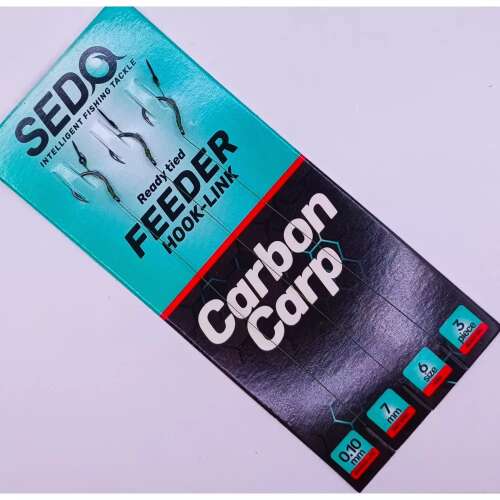 SEDO
INTELLIGENT FISHING TACKLE
Ready tied
FEEDER
HOOK-LINK
Carbon
Carp
0.10
mm
7
mm
6
size
3
piece